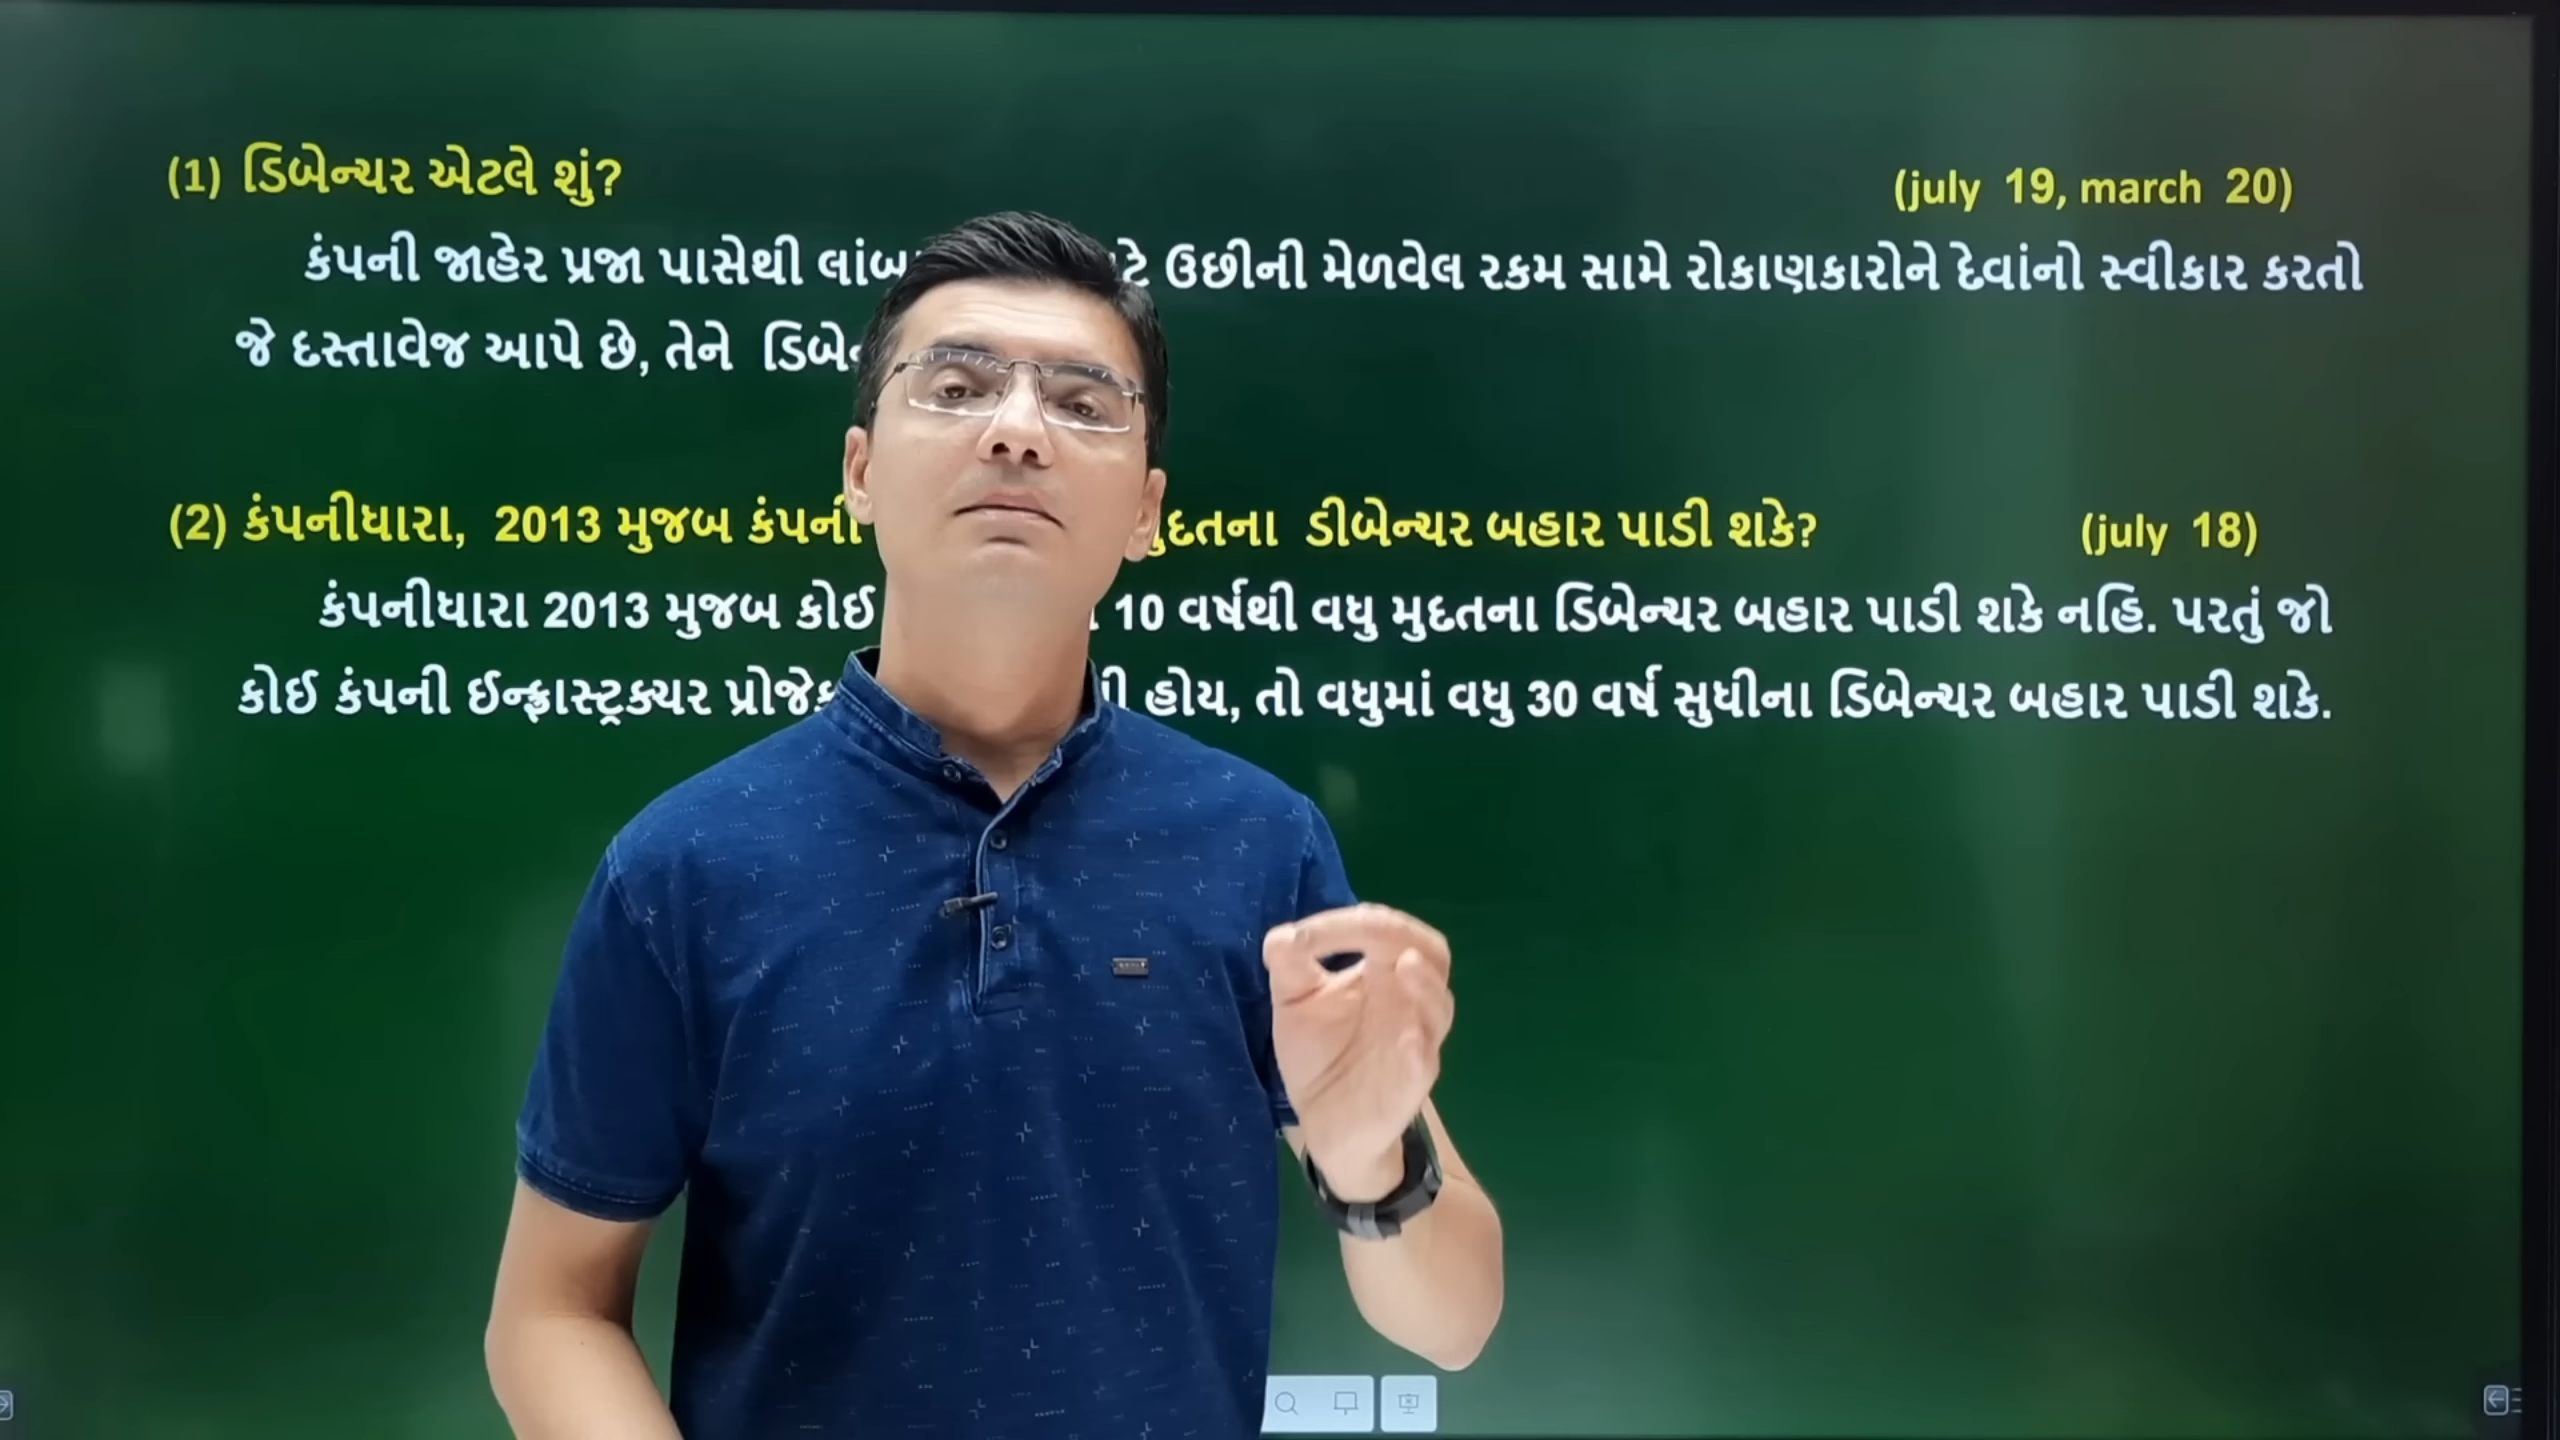 (1) ડિબેન્ચર એટલે શું? (july 19, march 20)
કંપની જાહેર પ્રજા પાસેથી ઉછીની મેળવેલ રકમ સામે રોકાણકારોને દેવાંનો સ્વીકાર કરતો
જે દસ્તાવેજ આપે છે, તેને
(2) કંપનીધારા, 2013 મુજબ કંપની ડીબેન્ચર બહાર પાડી શકે? (july 18)
કંપનીધારા 2013 મુજબ કોઈ 10 વર્ષથી વધુ મુદતના ડિબેન્ચર બહાર પાડી શકે નહિ. પરતું જો
કોઈ કંપની ઈન્ફ્રાસ્ટ્રક્ચર હોય, તો વધુમાં વધુ 30 વર્ષ સુધીના ડિબેન્ચર બહાર પાડી શકે.